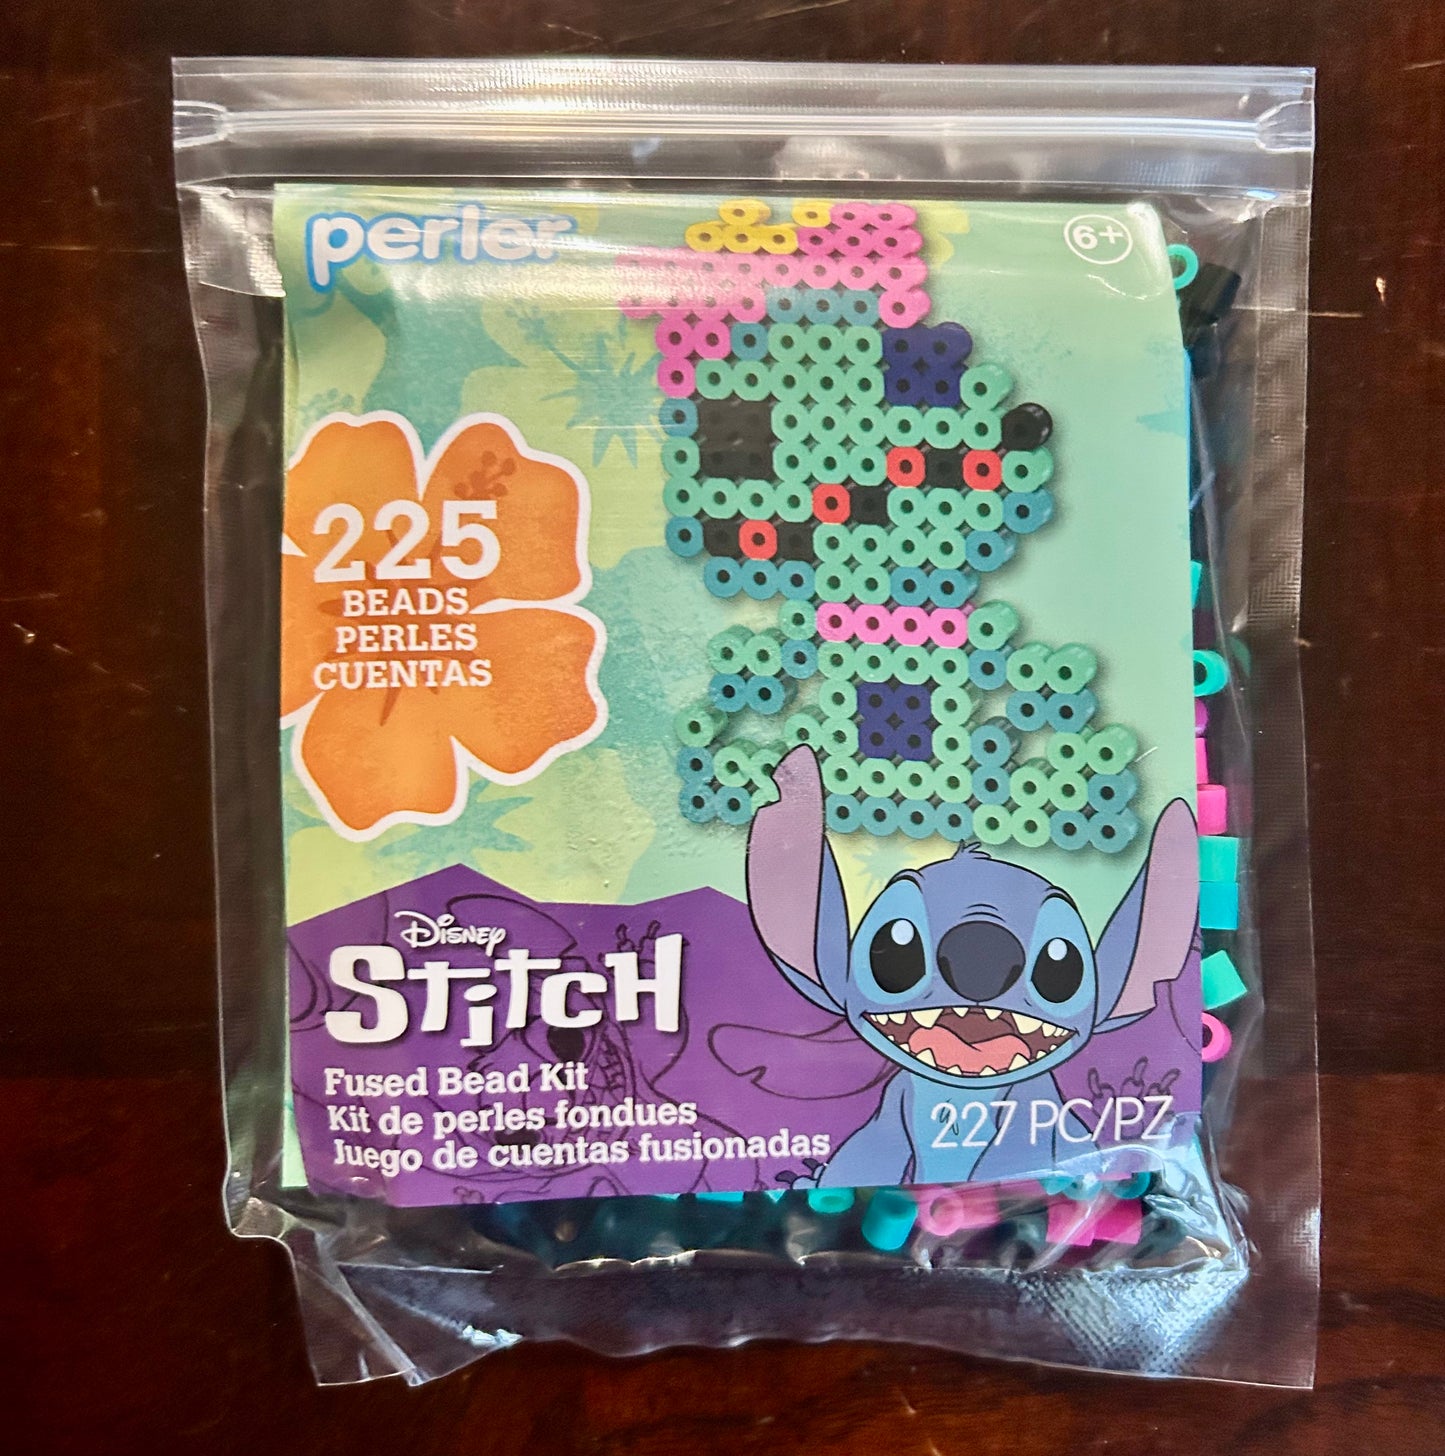 perler
6+
225
BEADS
PERLES
CUENTAS
Disney
STITCH
Fused Bead Kit
Kit de perles fondues
Juego de cuentas fusionadas
227 PC/PZ